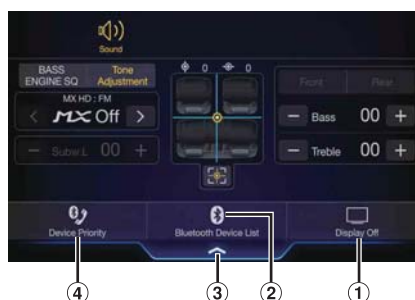 Sound
BASS ENGINE SQ
Tone Adjustment
0 0
Front Rear
MX HD : FM
< MX Off >
− Bass 00 +
− Subw.L 00 +
− Treble 00 +
Device Priority
Bluetooth Device List
Display Off
4 3 2 1